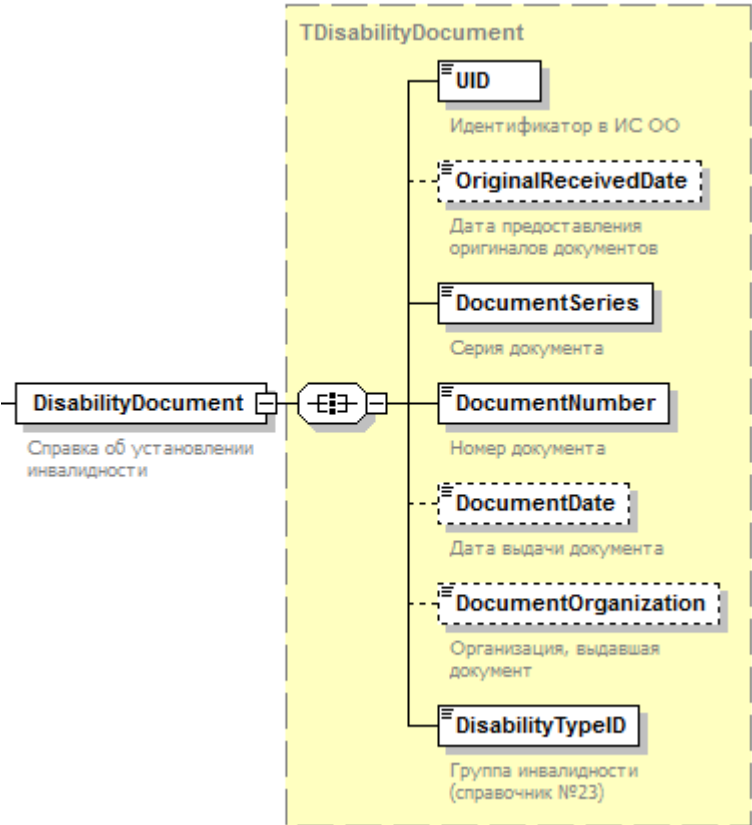 TDisabilityDocument
UID
Идентификатор в ИС ОО
OriginalReceivedDate
Дата предоставления
оригиналов документов
DocumentSeries
Серия документа
DisabilityDocument
Справка об установлении
инвалидности
DocumentNumber
Номер документа
DocumentDate
Дата выдачи документа
DocumentOrganization
Организация, выдавшая
документ
DisabilityTypeID
Группа инвалидности
(справочник №23)